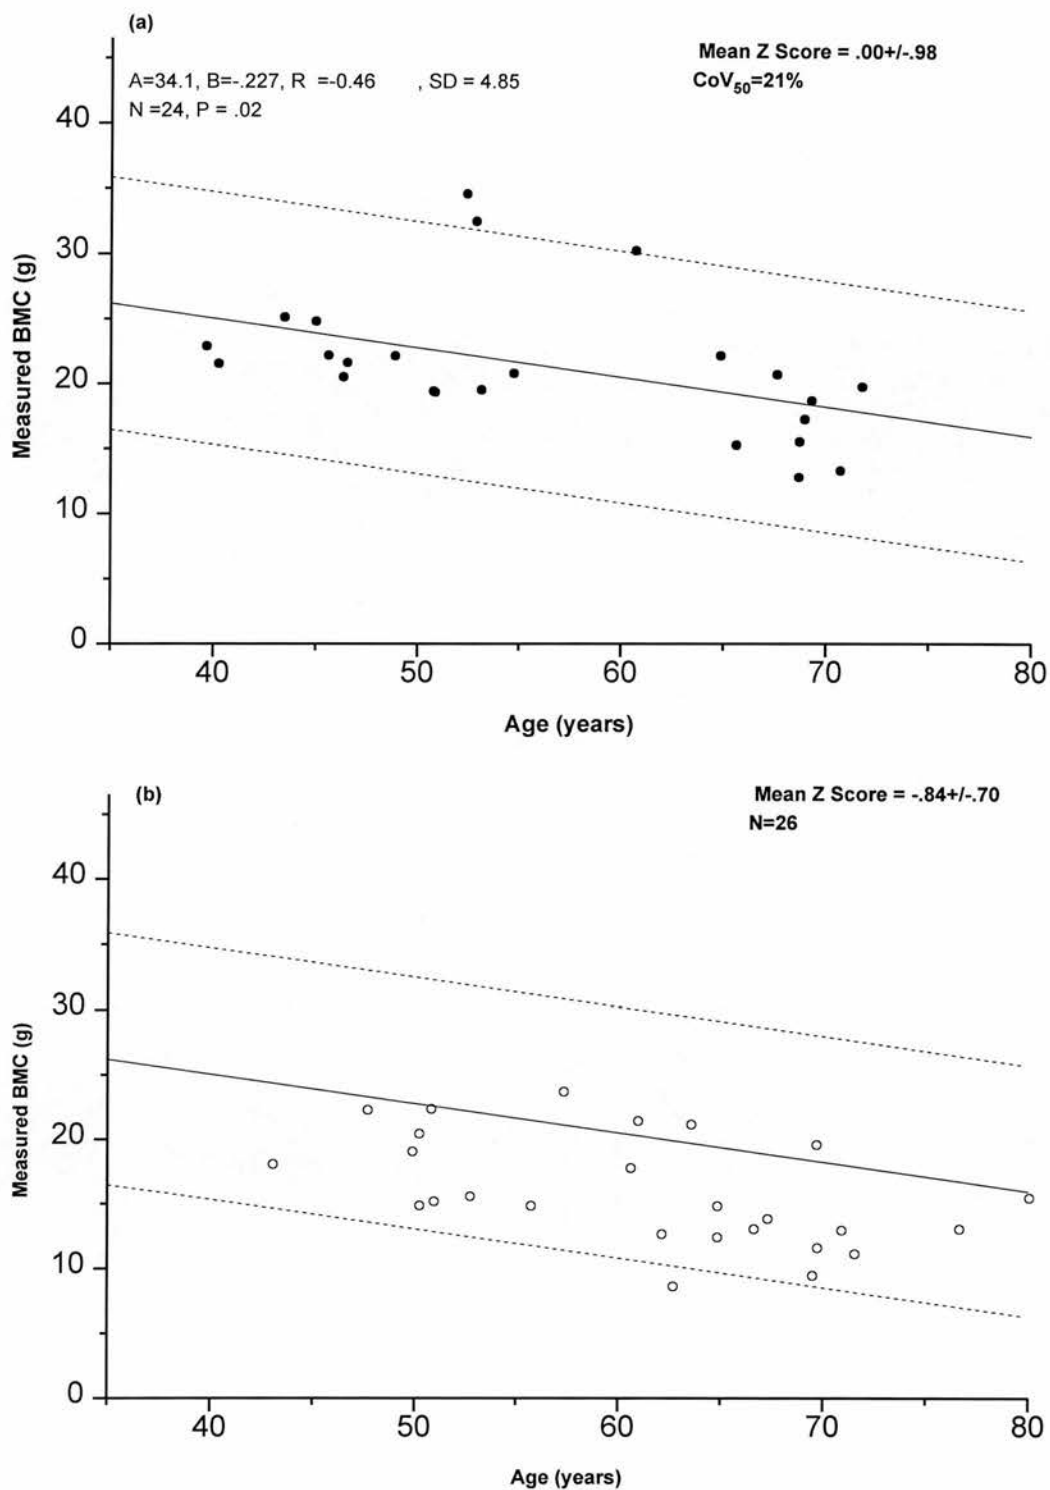 (a)
Mean Z Score = .00+/-.98
A=34.1, B=-.227, R =-0.46 , SD = 4.85
CoV50=21%
N =24, P = .02
40
30
20
10
0
Measured BMC (g)
40 50 60 70 80
Age (years)
(b)
Mean Z Score = -.84+/-.70
N=26
40
30
20
10
0
Measured BMC (g)
40 50 60 70 80
Age (years)